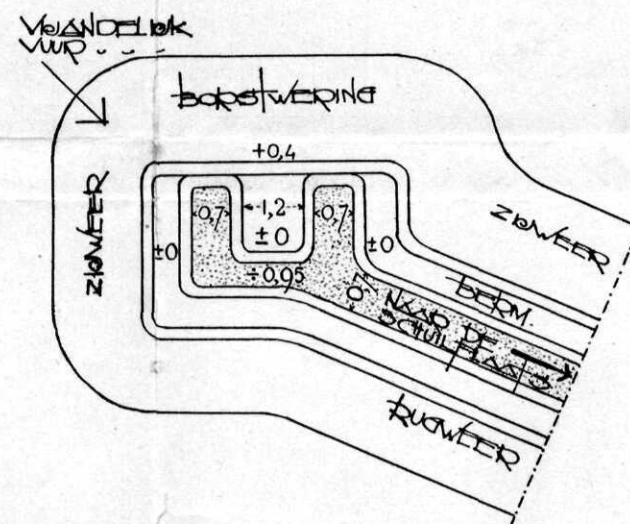 VIJANDELIJK
VUUR
BORSTWERING
+0,4
ZIJWEER
0,7
1,2
0,7
±0
±0
±0
ZIJWEER
÷0,95
0,7
BERM
NAAR DE
SCHUILPLAATS
RUGWEER